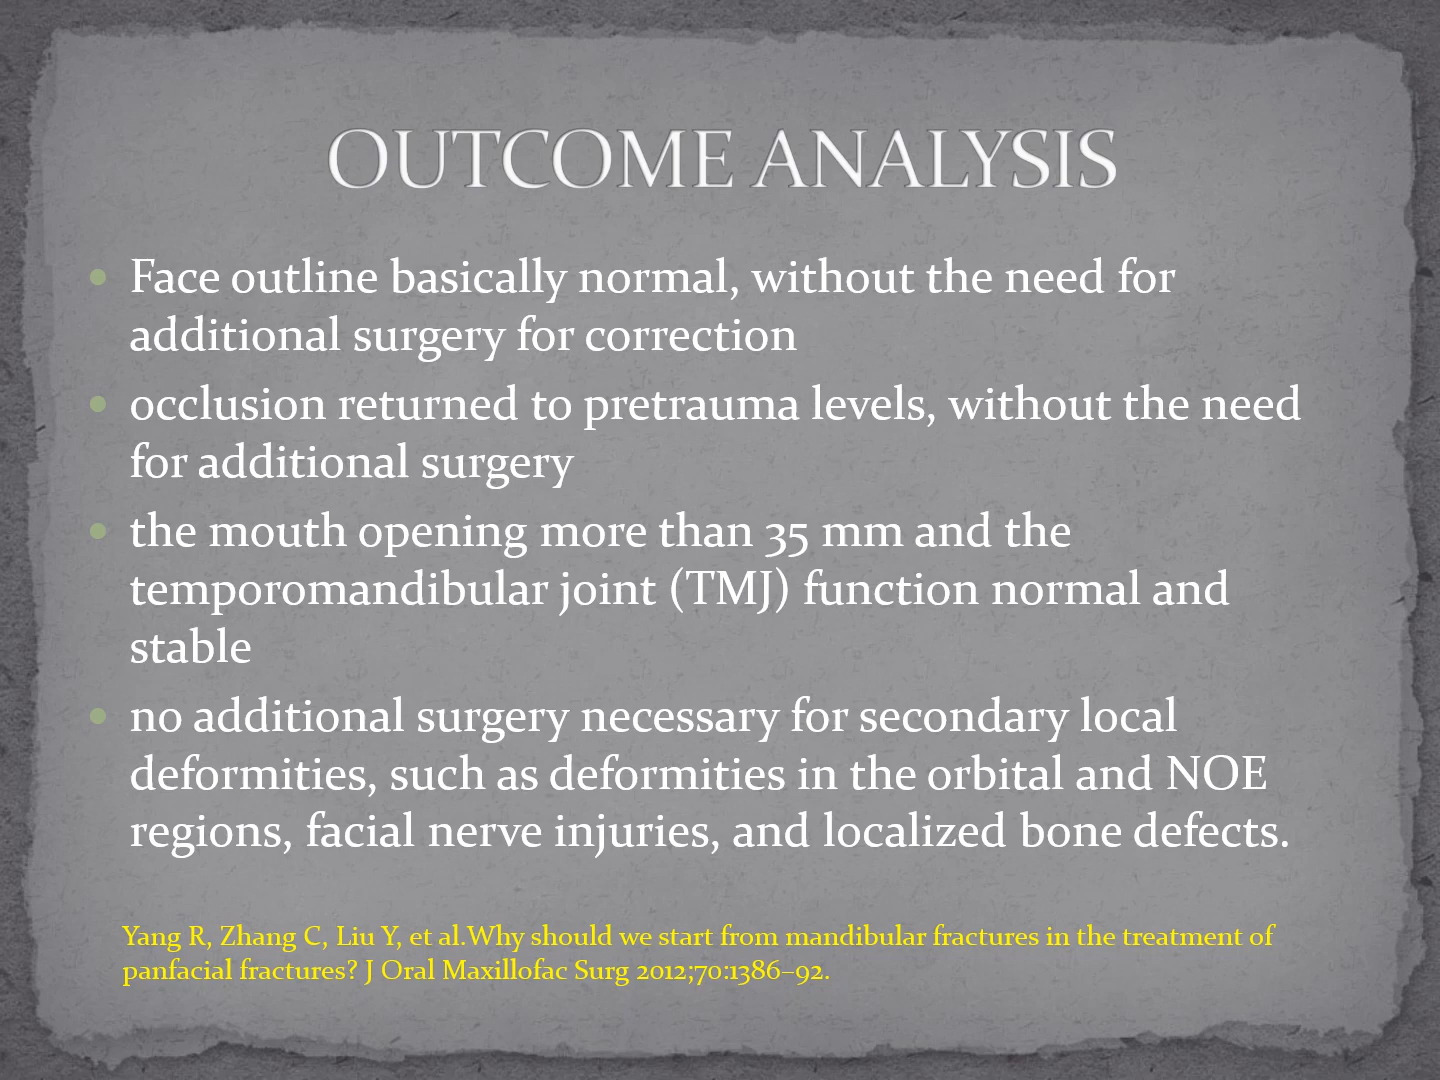 OUTCOME ANALYSIS
Face outline basically normal, without the need for
additional surgery for correction
occlusion returned to pretrauma levels, without the need
for additional surgery
the mouth opening more than 35 mm and the
temporomandibular joint (TMJ) function normal and
stable
no additional surgery necessary for secondary local
deformities, such as deformities in the orbital and NOE
regions, facial nerve injuries, and localized bone defects.
Yang R, Zhang C, Liu Y, et al.Why should we start from mandibular fractures in the treatment of
panfacial fractures? J Oral Maxillofac Surg 2012;70:1386–92.